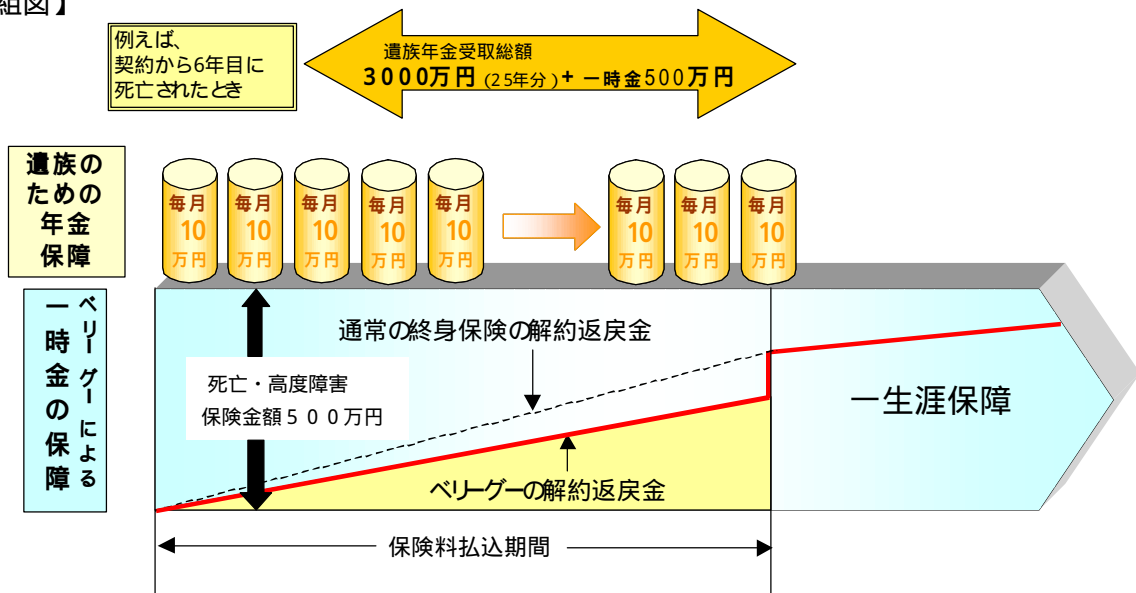 組図】
例えば、
契約から6年目に
死亡されたとき
遺族年金受取総額
3000万円（25年分）＋ 一時金500万円
遺族の
ための
年金
保障
毎月
10
万円
毎月
10
万円
毎月
10
万円
毎月
10
万円
毎月
10
万円
毎月
10
万円
毎月
10
万円
毎月
10
万円
ベリーグーによる
一時金の保障
通常の終身保険の解約返戻金
死亡・高度障害
保険金額５００万円
一生涯保障
ベリーグーの解約返戻金
保険料払込期間